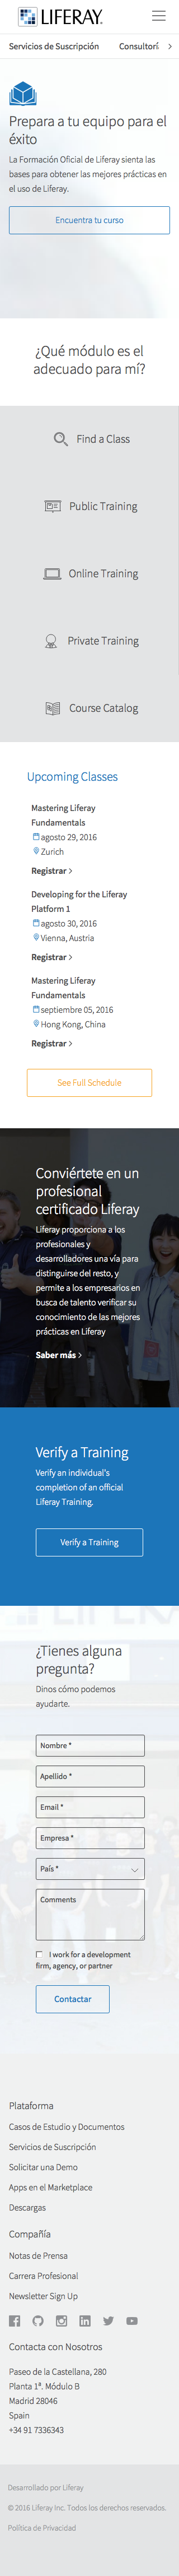 LIFERAY.
Servicios de Suscripción
Consultorí
Prepara a tu equipo para el
éxito
La Formación Oficial de Liferay sienta las
bases para obtener las mejores prácticas en
el uso de Liferay.
Encuentra tu curso
¿Qué módulo es el
adecuado para mí?
Find a Class
Public Training
Online Training
Private Training
Course Catalog
Upcoming Classes
Mastering Liferay
Fundamentals
agosto 29, 2016
Zurich
Registrar
Developing for the Liferay
Platform 1
agosto 30, 2016
Vienna, Austria
Registrar
Mastering Liferay
Fundamentals
septiembre 05, 2016
Hong Kong, China
Registrar
See Full Schedule
Conviértete en un
profesional
certificado Liferay
Liferay proporciona a los
profesionales y
desarrolladores una vía para
distinguirse del resto, y
permite a los empresarios en
busca de talento verificar su
conocimiento de las mejores
prácticas en Liferay
Saber más
Verify a Training
Verify an individual's
completion of an official
Liferay Training.
Verify a Training
¿Tienes alguna
pregunta?
Dinos cómo podemos
ayudarte.
Nombre *
Apellido *
Email *
Empresa *
País *
Comments
I work for a development
firm, agency, or partner
Contactar
Plataforma
Casos de Estudio y Documentos
Servicios de Suscripción
Solicitar una Demo
Apps en el Marketplace
Descargas
Compañía
Notas de Prensa
Carrera Profesional
Newsletter Sign Up
Contacta con Nosotros
Paseo de la Castellana, 280
Planta 1ª. Módulo B
Madrid 28046
Spain
+34 91 7336343
Desarrollado por Liferay
© 2016 Liferay Inc. Todos los derechos reservados.
Política de Privacidad